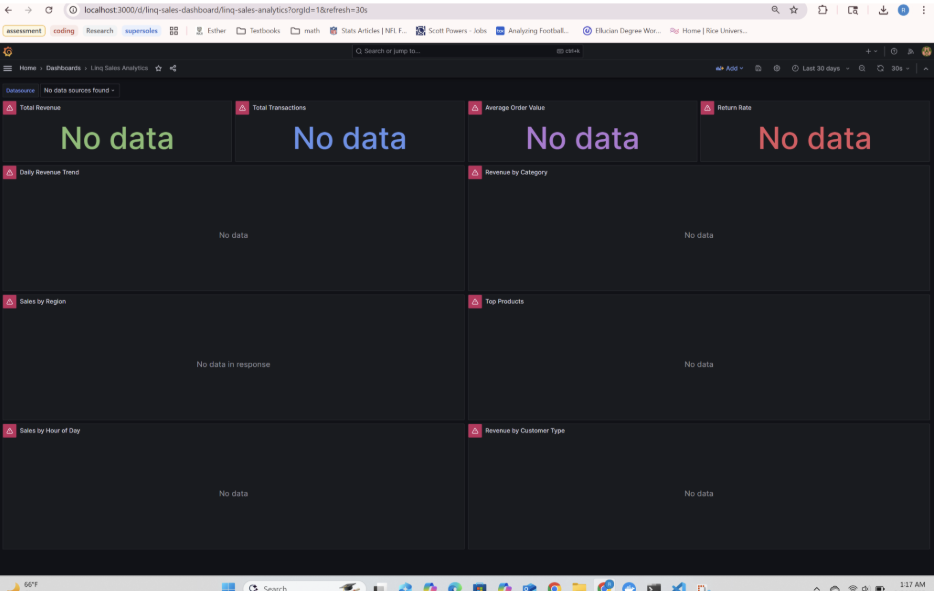 localhost:3000/d/linq-sales-dashboard/linq-sales-analytics?orgId=1&refresh=30s
R
assessment coding Research supersoles Esther Textbooks math Stats Articles | NFL F... Scott Powers - Jobs Analyzing Football... Ellucian Degree Wor... Home | Rice Univers...
Search or jump to... ctrl+k
Home › Dashboards › Linq Sales Analytics Add Last 30 days 30s
Datasource No data sources found
Total Revenue Total Transactions Average Order Value Return Rate
No data No data No data No data
Daily Revenue Trend Revenue by Category
No data No data
Sales by Region Top Products
No data in response No data
Sales by Hour of Day Revenue by Customer Type
No data No data
66°F Search 1:17 AM